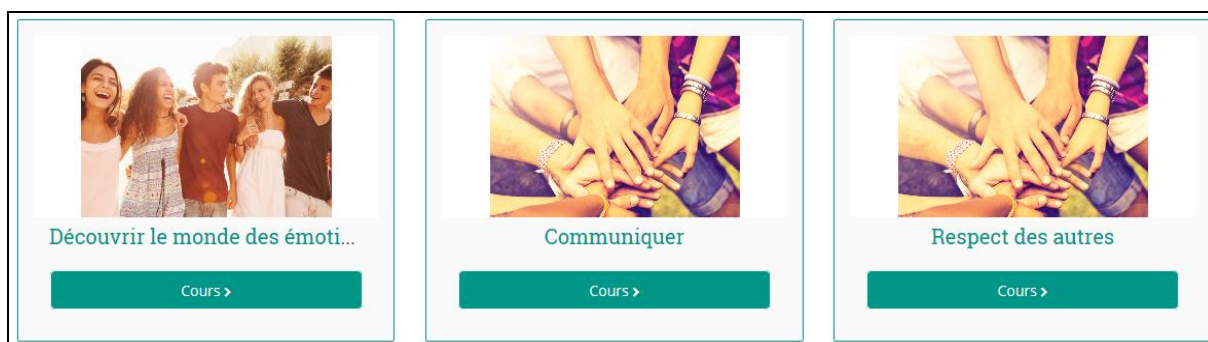 Découvrir le monde des émoti...
Communiquer
Respect des autres
Cours >
Cours >
Cours >